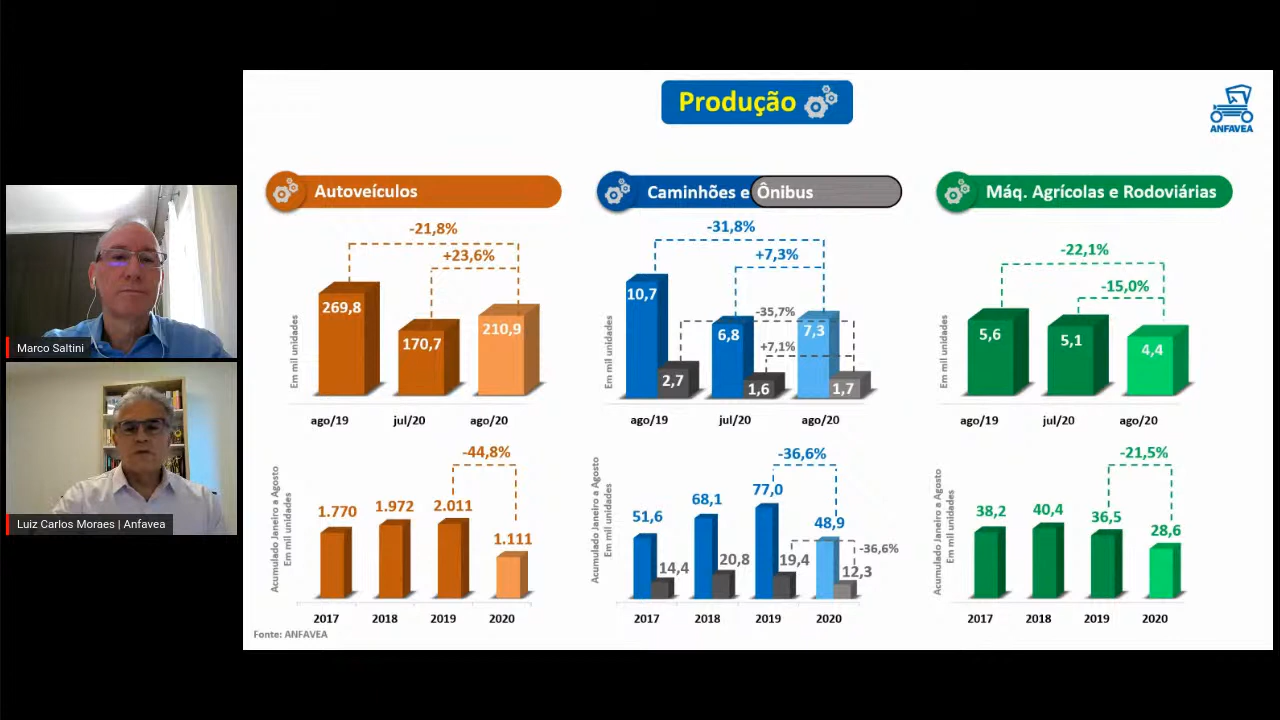 Produção
ANFAVEA
Autoveículos
-21,8%
+23,6%
269,8
170,7
210,9
Em mil unidades
ago/19
jul/20
ago/20
Caminhões e Ônibus
-31,8%
+7,3%
-35,7%
+7,1%
10,7
2,7
6,8
1,6
7,3
1,7
Em mil unidades
ago/19
jul/20
ago/20
Máq. Agrícolas e Rodoviárias
-22,1%
-15,0%
5,6
5,1
4,4
Em mil unidades
ago/19
jul/20
ago/20
Marco Saltini
Luiz Carlos Moraes | Anfavea
-44,8%
1.770
1.972
2.011
1.111
Acumulado Janeiro a Agosto
Em mil unidades
2017
2018
2019
2020
-36,6%
51,6
14,4
68,1
20,8
77,0
19,4
48,9
12,3
-36,6%
Acumulado Janeiro a Agosto
Em mil unidades
2017
2018
2019
2020
-21,5%
38,2
40,4
36,5
28,6
Acumulado Janeiro a Agosto
Em mil unidades
2017
2018
2019
2020
Fonte: ANFAVEA